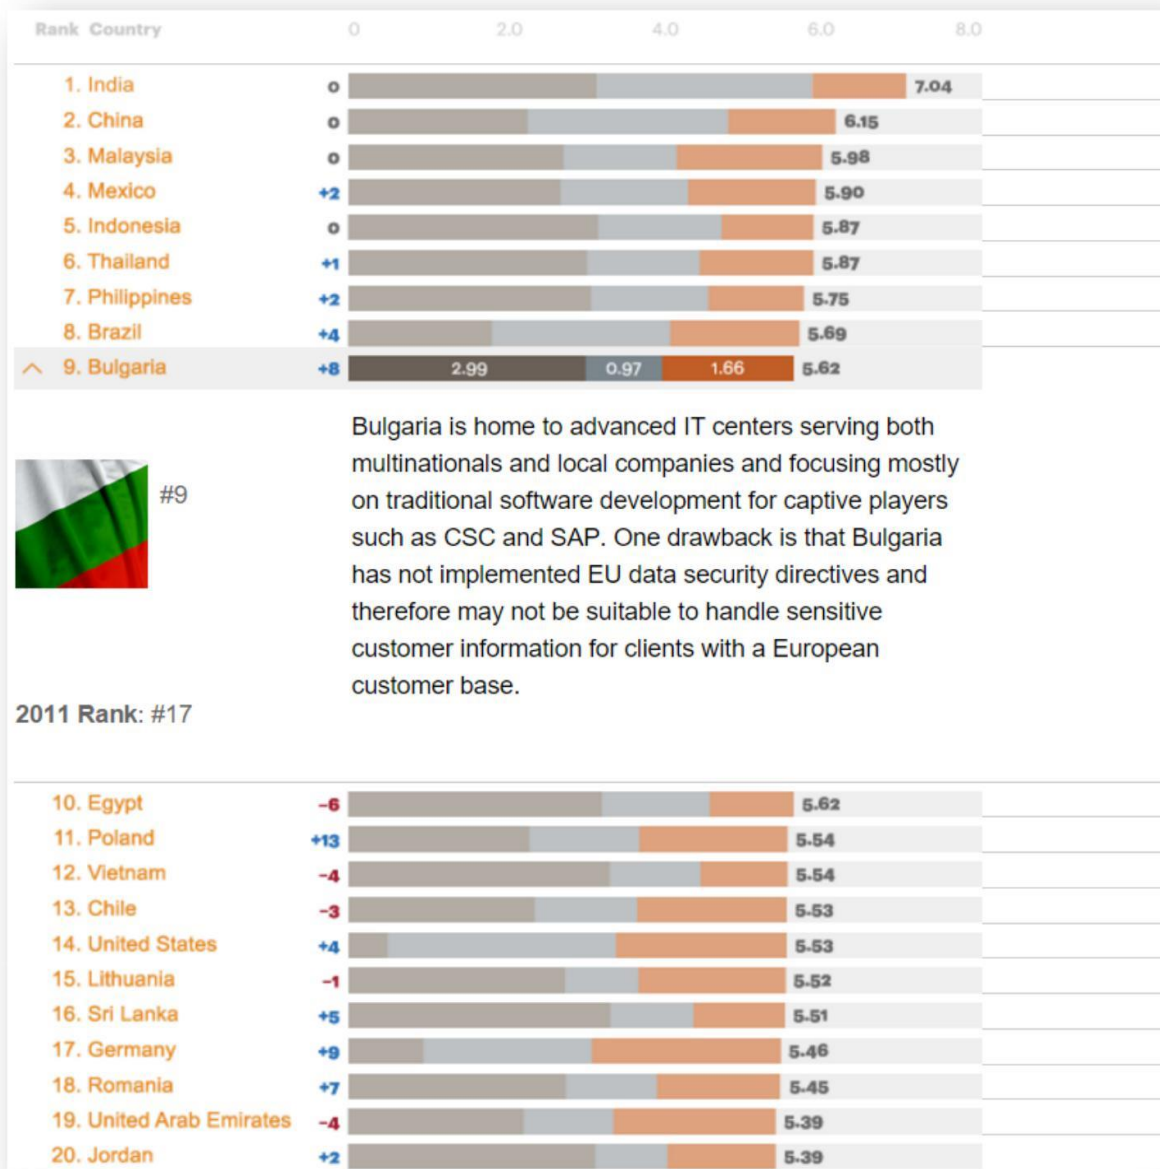 Rank Country 0 2.0 4.0 6.0 8.0
1. India 0 7.04
2. China 0 6.15
3. Malaysia 0 5.98
4. Mexico +2 5.90
5. Indonesia 0 5.87
6. Thailand +1 5.87
7. Philippines +2 5.75
8. Brazil +4 5.69
9. Bulgaria +8 2.99 0.97 1.66 5.62
Bulgaria is home to advanced IT centers serving both
multinationals and local companies and focusing mostly
on traditional software development for captive players
such as CSC and SAP. One drawback is that Bulgaria
has not implemented EU data security directives and
therefore may not be suitable to handle sensitive
customer information for clients with a European
customer base.
#9
2011 Rank: #17
10. Egypt −6 5.62
11. Poland +13 5.54
12. Vietnam −4 5.54
13. Chile −3 5.53
14. United States +4 5.53
15. Lithuania −1 5.52
16. Sri Lanka +5 5.51
17. Germany +9 5.46
18. Romania +7 5.45
19. United Arab Emirates −4 5.39
20. Jordan +2 5.39